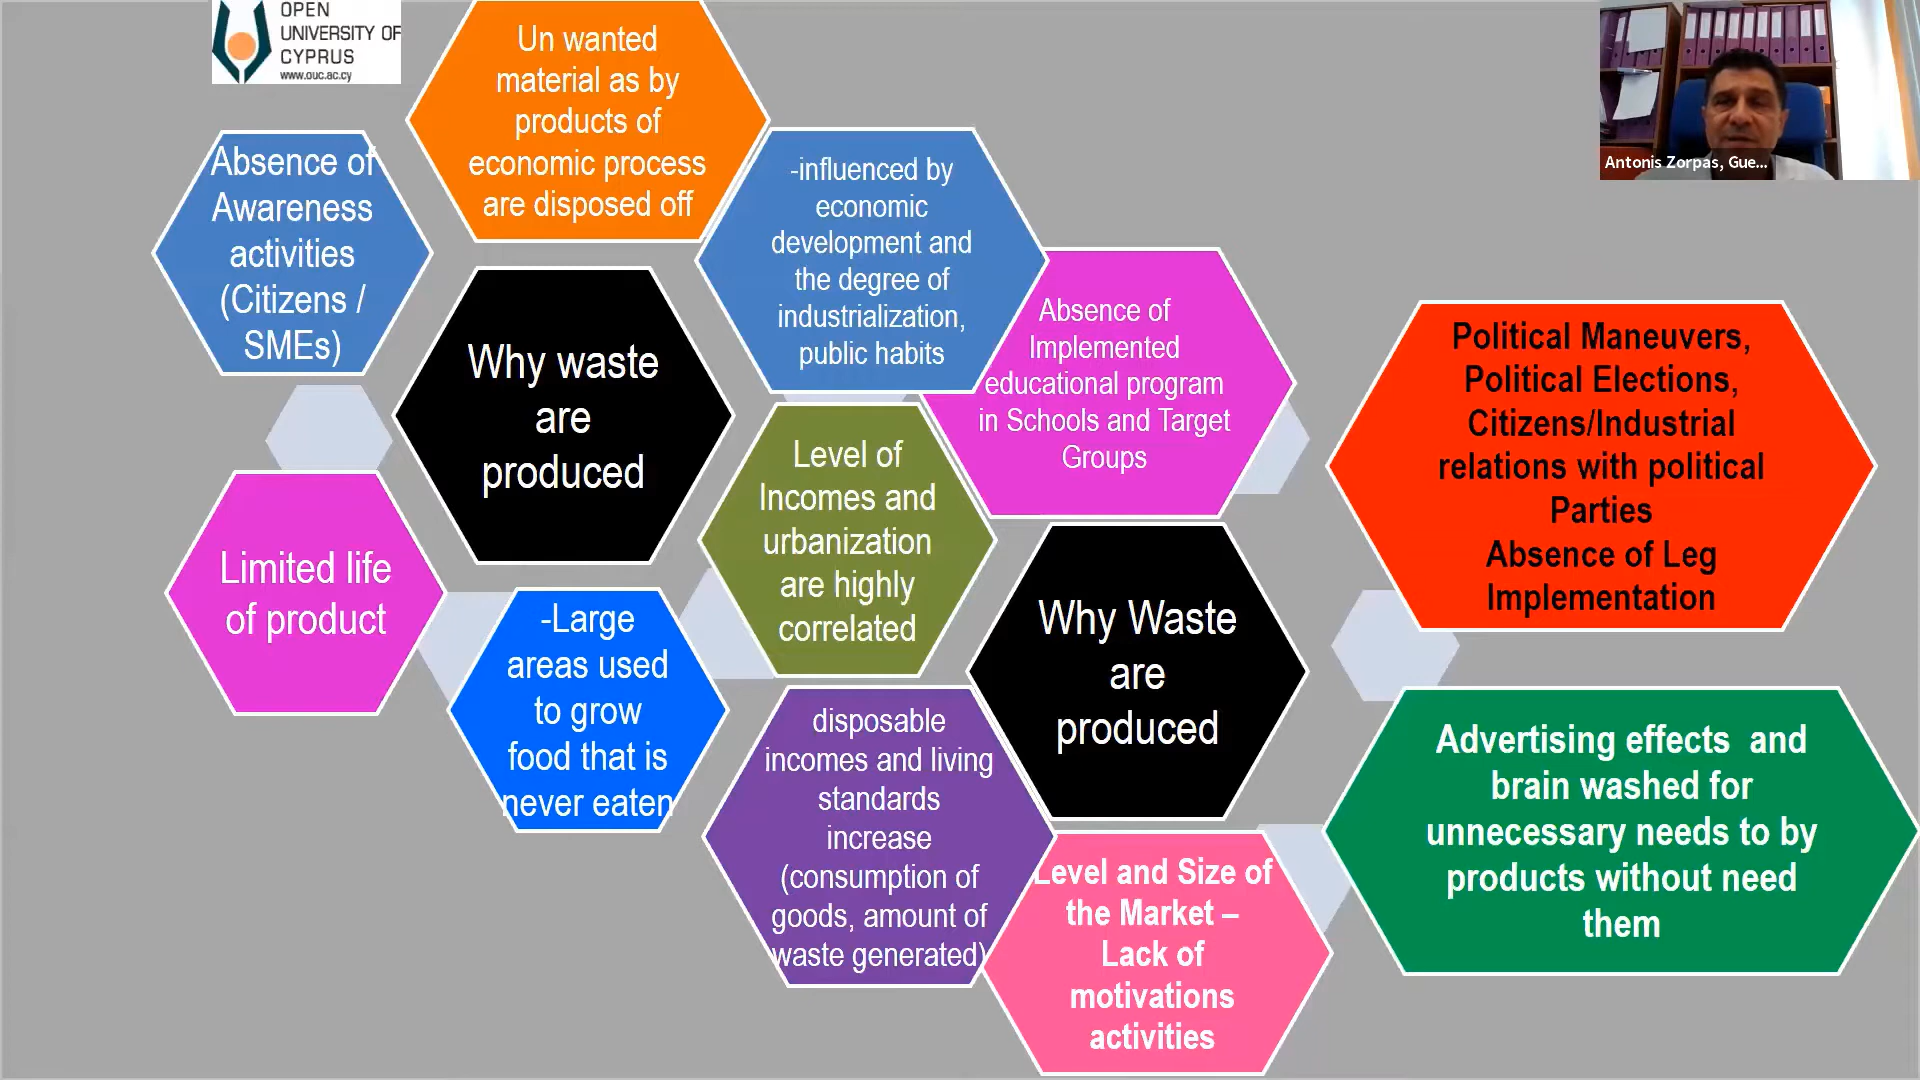 OPEN
UNIVERSITY OF
CYPRUS
www.ouc.ac.cy
Un wanted
material as by
products of
economic process
are disposed off
Absence of
Awareness
activities
(Citizens /
SMEs)
-influenced by
economic
development and
the degree of
industrialization,
public habits
Antonis Zorpas, Gue...
Why waste
are
produced
Absence of
Implemented
educational program
in Schools and Target
Groups
Political Maneuvers,
Political Elections,
Citizens/Industrial
relations with political
Parties
Absence of Leg
Implementation
Level of
Incomes and
urbanization
are highly
correlated
Limited life
of product
-Large
areas used
to grow
food that is
never eaten
Why Waste
are
produced
disposable
incomes and living
standards
increase
(consumption of
goods, amount of
waste generated)
Advertising effects  and
brain washed for
unnecessary needs to by
products without need
them
Level and Size of
the Market –
Lack of
motivations
activities